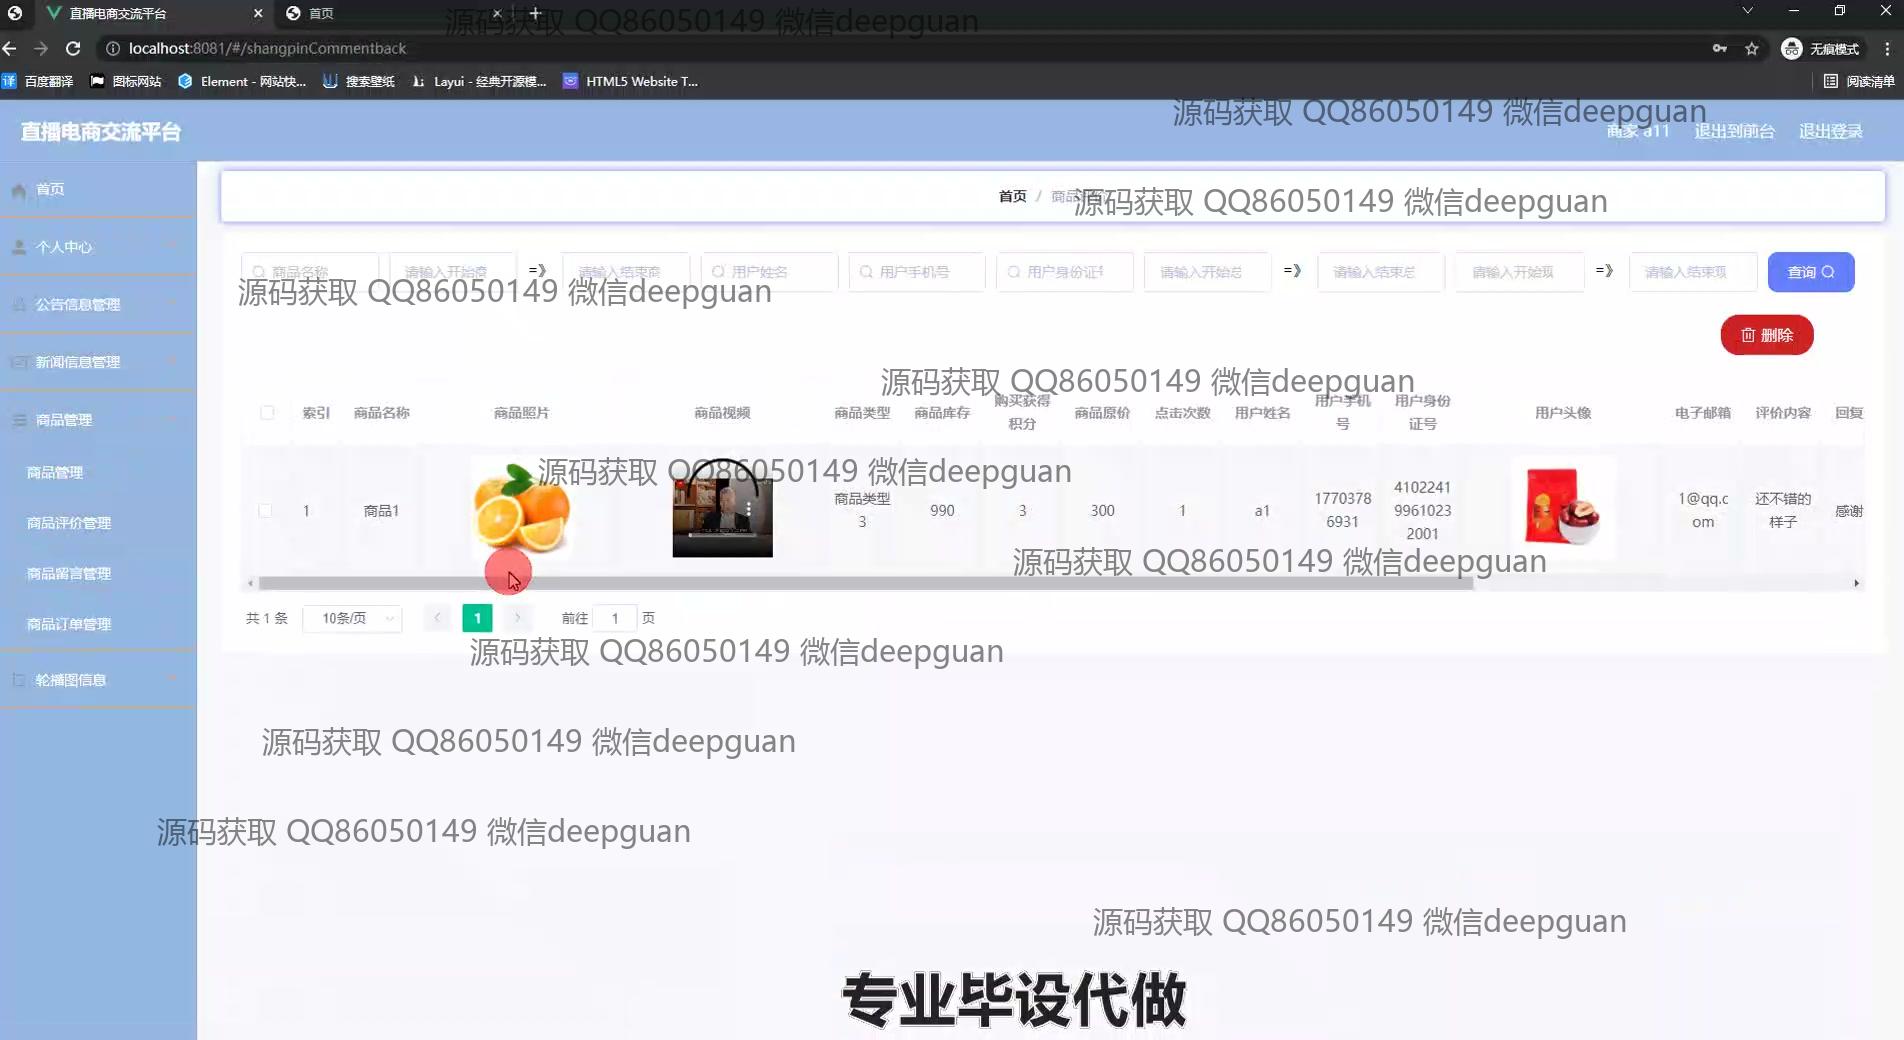 直播电商交流平台
首页
源码获取 QQ86050149 微信deepguan
localhost:8081/#/shangpinCommentback
无痕模式
百度翻译 图标网站 Element - 网站快... 搜索壁纸 Layui - 经典开源模... HTML5 Website T... 阅读清单
源码获取 QQ86050149 微信deepguan
直播电商交流平台 商家 a11 退出到前台 退出登录
首页
首页 / 商品
源码获取 QQ86050149 微信deepguan
个人中心
商品名称 请输入开始商 =》 请输入结束商 用户姓名 用户手机号 用户身份证号 请输入开始总 =》 请输入结束总 请输入开始现 =》 请输入结束现 查询
源码获取 QQ86050149 微信deepguan
公告信息管理
删除
新闻信息管理
源码获取 QQ86050149 微信deepguan
商品管理
索引 商品名称 商品照片 商品视频 商品类型 商品库存 购买获得积分 商品原价 点击次数 用户姓名 用户手机号 用户身份证号 用户头像 电子邮箱 评价内容 回复
源码获取 QQ86050149 微信deepguan
商品管理
商品评价管理
1 商品1 商品类型3 990 3 300 1 a1 17703786931 410224199610232001 1@qq.com 还不错的样子 感谢
源码获取 QQ86050149 微信deepguan
商品留言管理
商品订单管理
共 1 条 10条/页 1 前往 1 页
源码获取 QQ86050149 微信deepguan
轮播图信息
源码获取 QQ86050149 微信deepguan
源码获取 QQ86050149 微信deepguan
源码获取 QQ86050149 微信deepguan
专业毕设代做